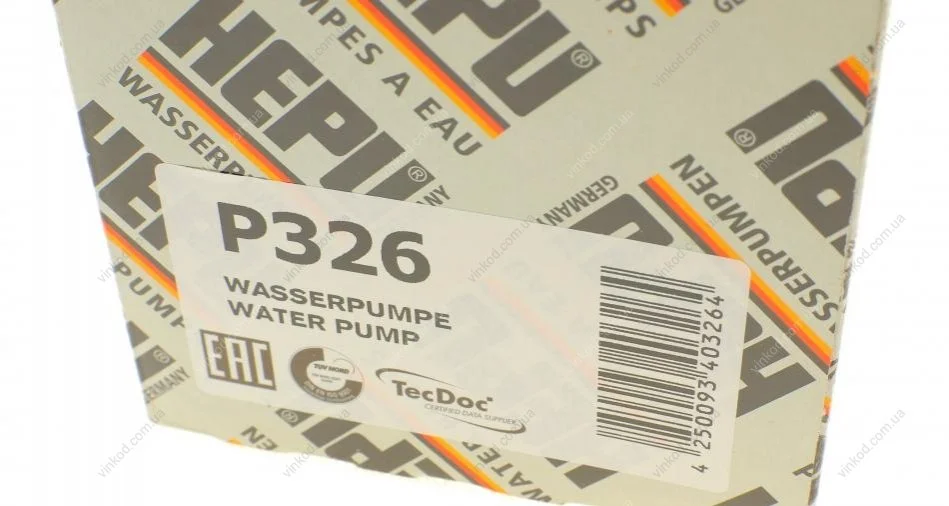 HEPU®
WASSERPUMPEN
POMPES A EAU
GERMANY
P326
WASSERPUMPE
WATER PUMP
EAC
TÜV NORD
TecDoc
CERTIFIED DATA SUPPLIER
4 250093 403264
vinkod.com.ua